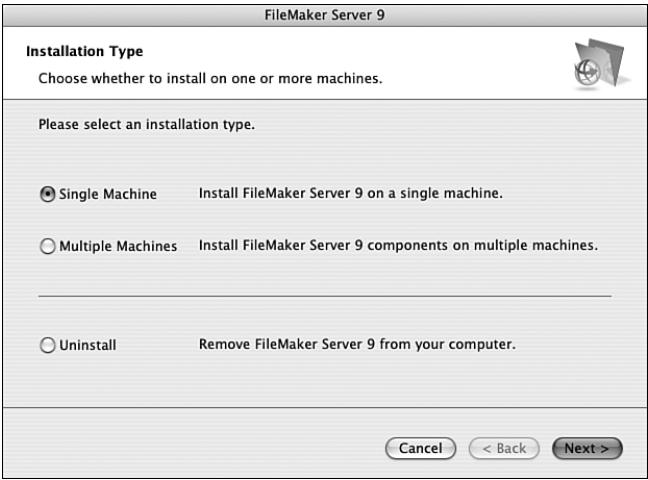 FileMaker Server 9
Installation Type
Choose whether to install on one or more machines.
Please select an installation type.
Single Machine Install FileMaker Server 9 on a single machine.
Multiple Machines Install FileMaker Server 9 components on multiple machines.
Uninstall Remove FileMaker Server 9 from your computer.
Cancel < Back Next >